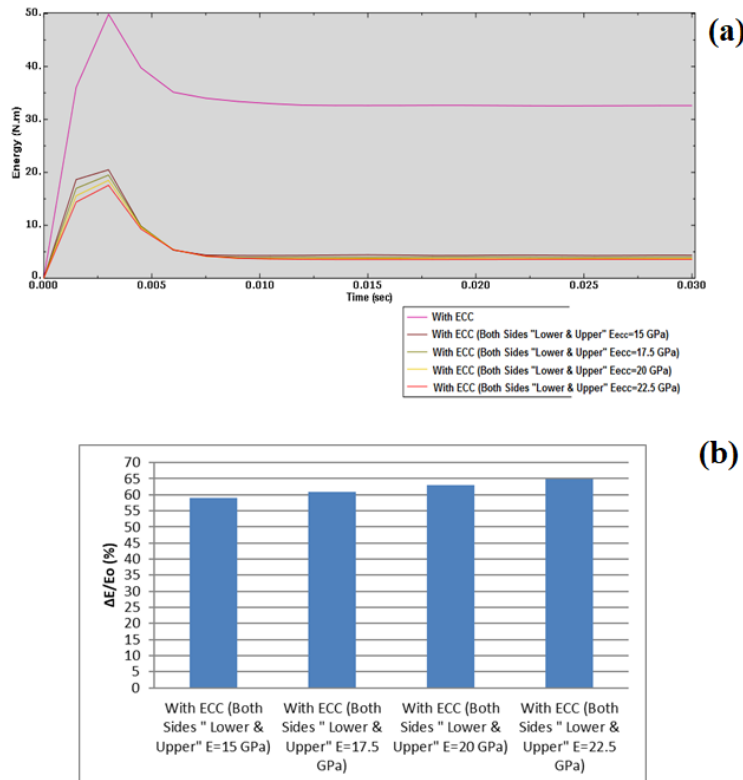 (a)
50.
40.
30.
20.
10.
0.
Energy (N.m)
0.000 0.005 0.010 0.015 0.020 0.025 0.030
Time (sec)
With ECC
With ECC (Both Sides "Lower & Upper" Eecc=15 GPa)
With ECC (Both Sides "Lower & Upper" Eecc=17.5 GPa)
With ECC (Both Sides "Lower & Upper" Eecc=20 GPa)
With ECC (Both Sides "Lower & Upper" Eecc=22.5 GPa)
(b)
70
65
60
55
50
45
40
35
30
25
20
15
10
5
0
ΔE/Eo (%)
With ECC (Both
Sides " Lower &
Upper" E=15 GPa)
With ECC (Both
Sides " Lower &
Upper" E=17.5
GPa)
With ECC (Both
Sides " Lower &
Upper" E=20 GPa)
With ECC (Both
Sides " Lower &
Upper" E=22.5
GPa)